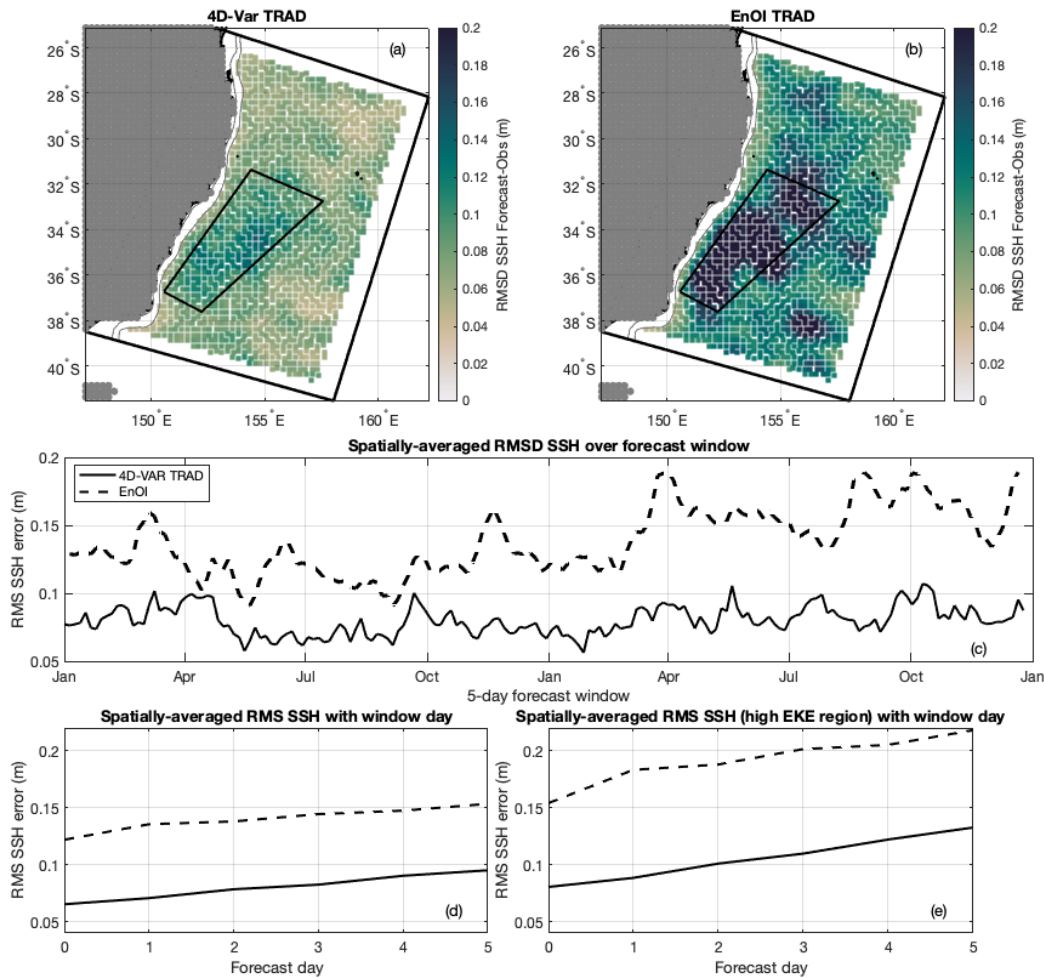 4D-Var TRAD
EnOI TRAD
26°S
28°S
30°S
32°S
34°S
36°S
38°S
40°S
150°E
155°E
160°E
(a)
0.2
0.18
0.16
0.14
0.12
0.1
0.08
0.06
0.04
0.02
0
RMSD SSH Forecast-Obs (m)
26°S
28°S
30°S
32°S
34°S
36°S
38°S
40°S
150°E
155°E
160°E
(b)
0.2
0.18
0.16
0.14
0.12
0.1
0.08
0.06
0.04
0.02
0
RMSD SSH Forecast-Obs (m)
Spatially-averaged RMSD SSH over forecast window
RMS SSH error (m)
0.2
0.15
0.1
0.05
4D-VAR TRAD
EnOI
(c)
Jan Apr Jul Oct Jan Apr Jul Oct Jan
5-day forecast window
Spatially-averaged RMS SSH with window day
RMS SSH error (m)
0.2
0.15
0.1
0.05
(d)
0 1 2 3 4 5
Forecast day
Spatially-averaged RMS SSH (high EKE region) with window day
RMS SSH error (m)
0.2
0.15
0.1
0.05
(e)
0 1 2 3 4 5
Forecast day